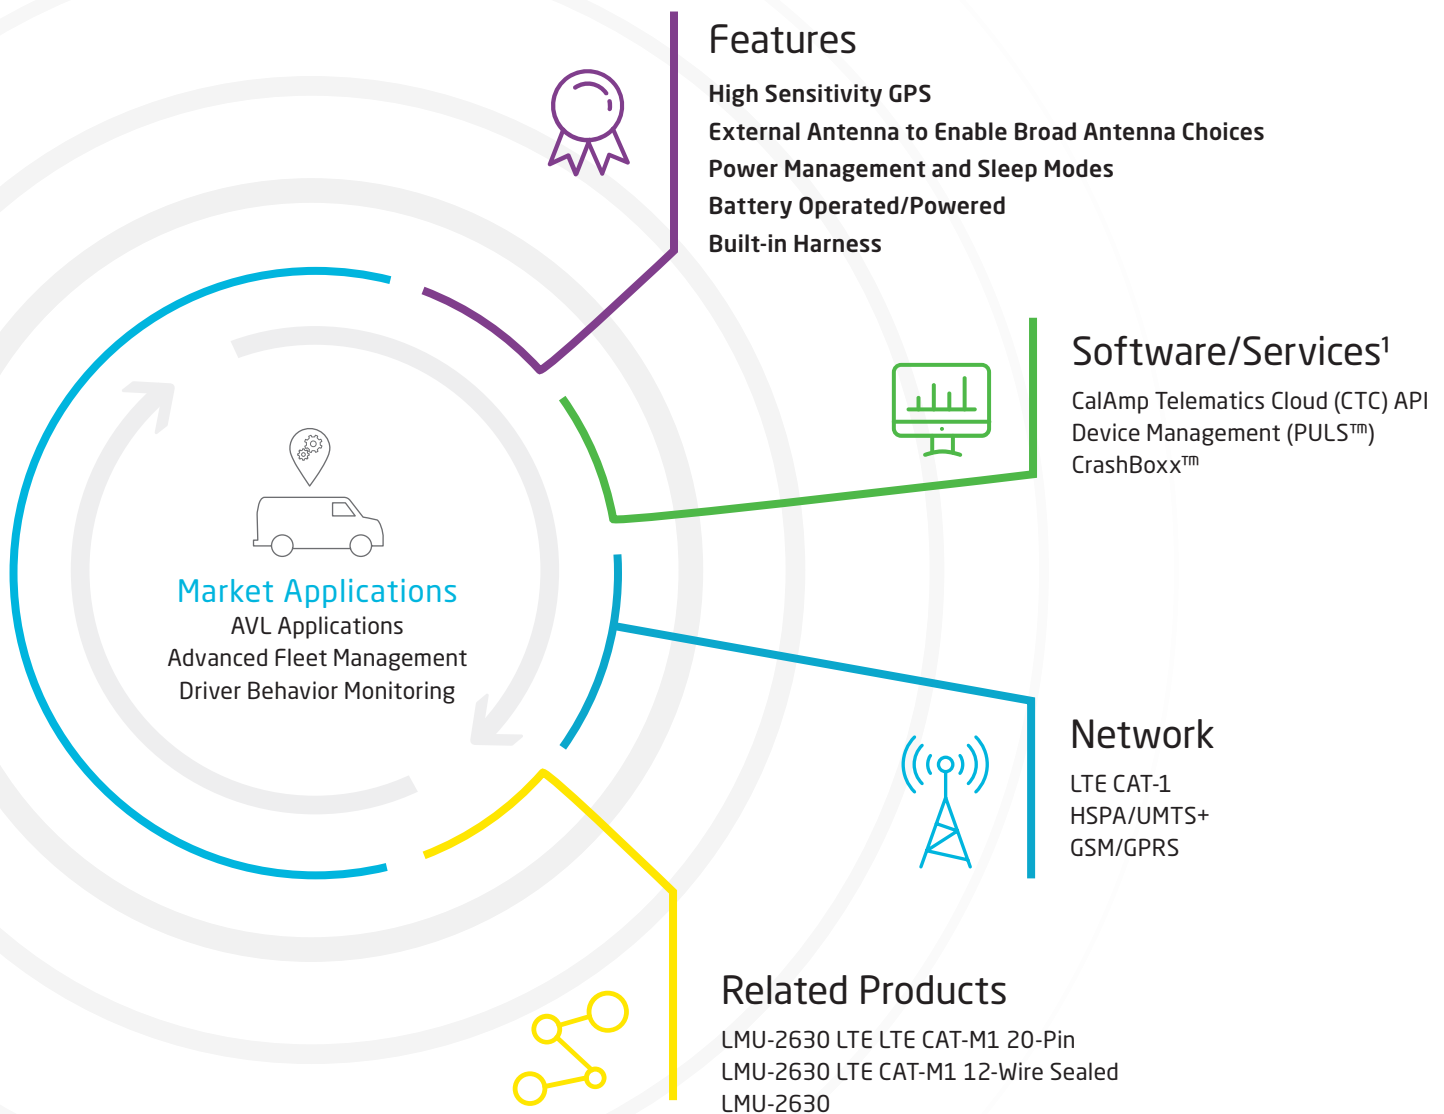 Features
High Sensitivity GPS
External Antenna to Enable Broad Antenna Choices
Power Management and Sleep Modes
Battery Operated/Powered
Built-in Harness
Software/Services¹
CalAmp Telematics Cloud (CTC) API
Device Management (PULS™)
CrashBoxx™
Market Applications
AVL Applications
Advanced Fleet Management
Driver Behavior Monitoring
Network
LTE CAT-1
HSPA/UMTS+
GSM/GPRS
Related Products
LMU-2630 LTE LTE CAT-M1 20-Pin
LMU-2630 LTE CAT-M1 12-Wire Sealed
LMU-2630